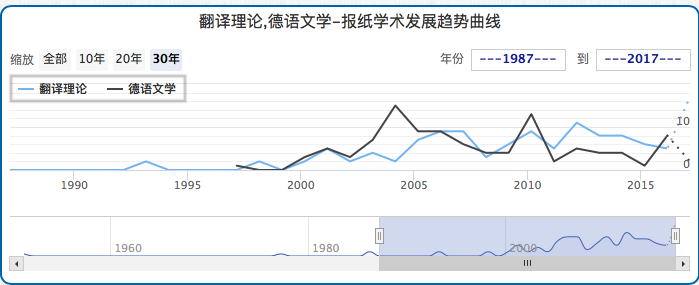 翻译理论,德语文学-报纸学术发展趋势曲线
缩放 全部 10年 20年 30年 年份 ---1987--- 到 ---2017---
翻译理论 德语文学
10
0
1990 1995 2000 2005 2010 2015
1960 1980 2000